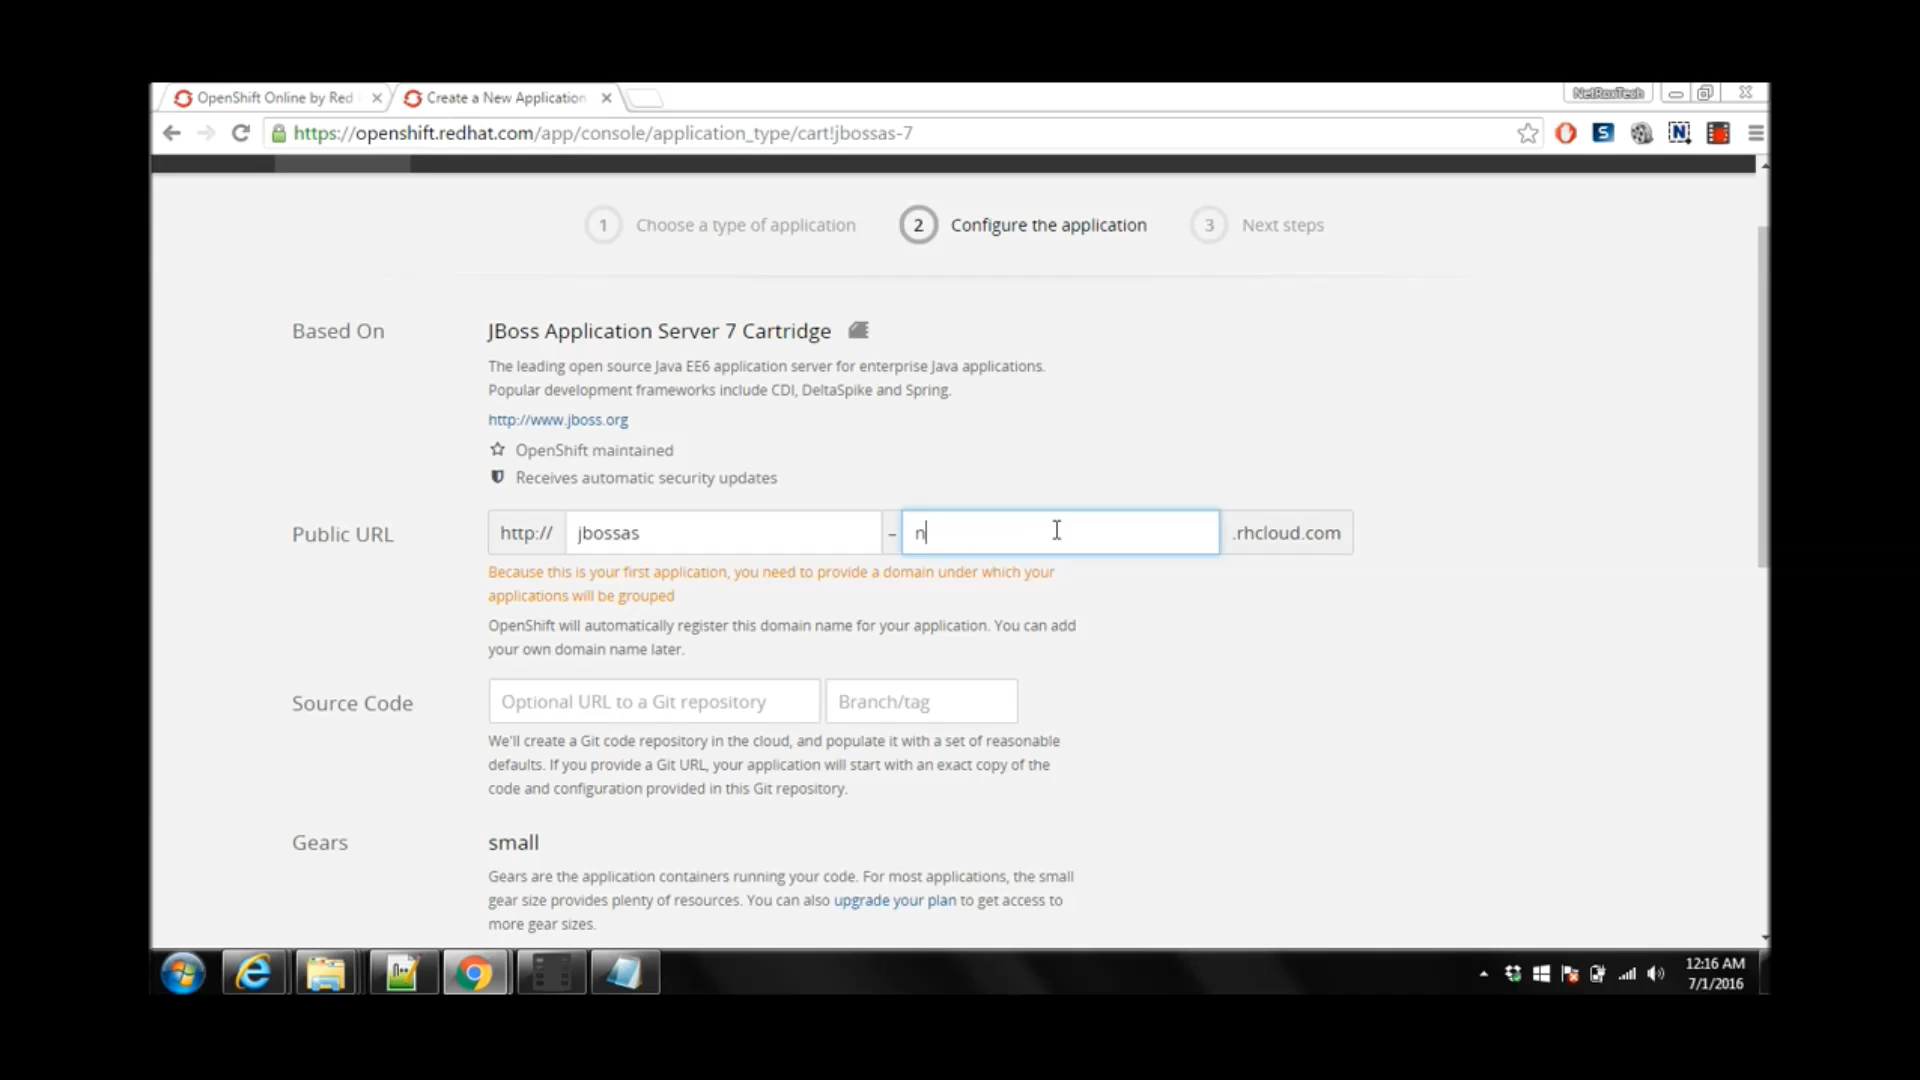 OpenShift Online by Red
Create a New Application
NetRoxTech
https://openshift.redhat.com/app/console/application_type/cart!jbossas-7
1 Choose a type of application
2 Configure the application
3 Next steps
Based On
JBoss Application Server 7 Cartridge
The leading open source Java EE6 application server for enterprise Java applications.
Popular development frameworks include CDI, DeltaSpike and Spring.
http://www.jboss.org
OpenShift maintained
Receives automatic security updates
Public URL
http:// jbossas – n .rhcloud.com
Because this is your first application, you need to provide a domain under which your
applications will be grouped
OpenShift will automatically register this domain name for your application. You can add
your own domain name later.
Source Code
Optional URL to a Git repository
Branch/tag
We'll create a Git code repository in the cloud, and populate it with a set of reasonable
defaults. If you provide a Git URL, your application will start with an exact copy of the
code and configuration provided in this Git repository.
Gears
small
Gears are the application containers running your code. For most applications, the small
gear size provides plenty of resources. You can also upgrade your plan to get access to
more gear sizes.
12:16 AM
7/1/2016